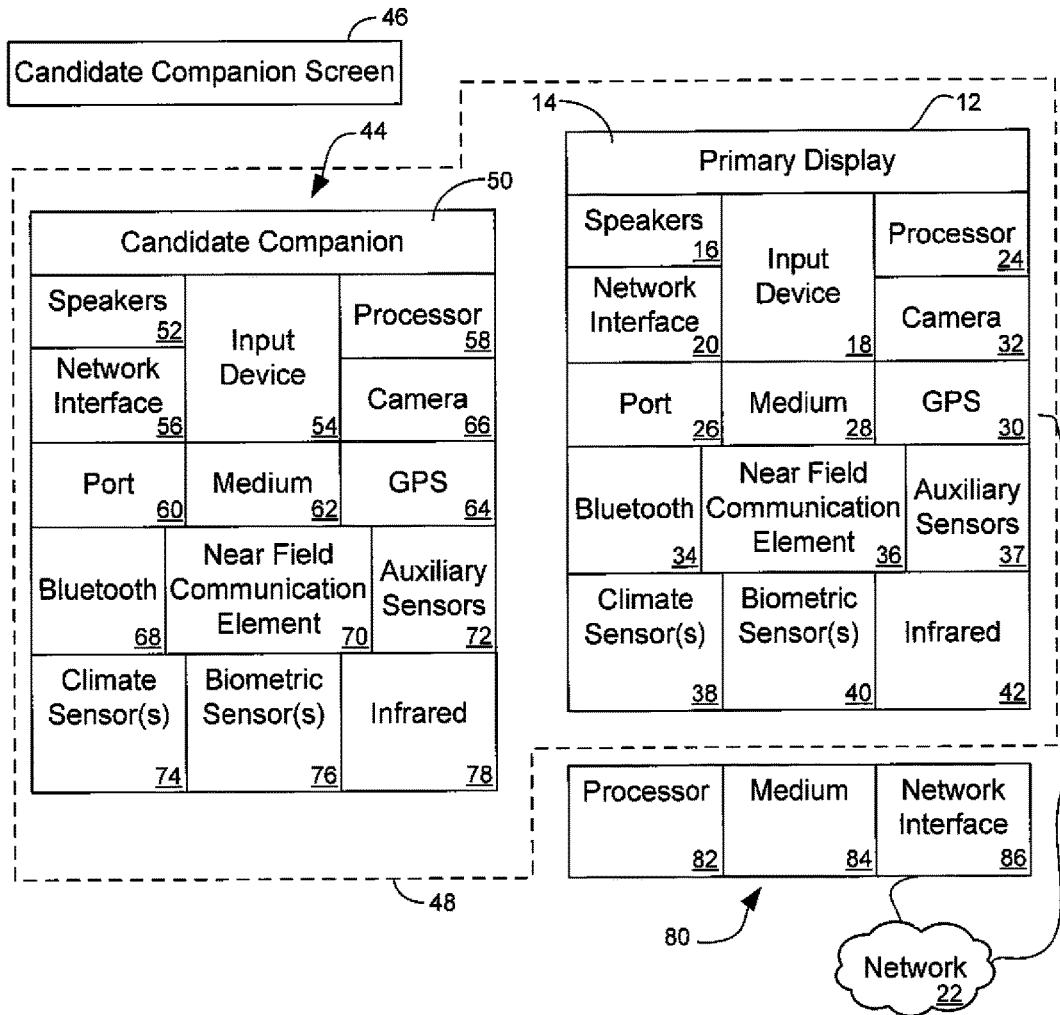 46
Candidate Companion Screen
14
12
44
Primary Display
50
Speakers
16
Input
Device
18
Processor
24
Network
Interface
20
Camera
32
Port
26
Medium
28
GPS
30
Bluetooth
34
Near Field
Communication
Element
36
Auxiliary
Sensors
37
Climate
Sensor(s)
38
Biometric
Sensor(s)
40
Infrared
42
Candidate Companion
Speakers
52
Input
Device
54
Processor
58
Network
Interface
56
Camera
66
Port
60
Medium
62
GPS
64
Bluetooth
68
Near Field
Communication
Element
70
Auxiliary
Sensors
72
Climate
Sensor(s)
74
Biometric
Sensor(s)
76
Infrared
78
Processor
82
Medium
84
Network
Interface
86
48
80
Network
22